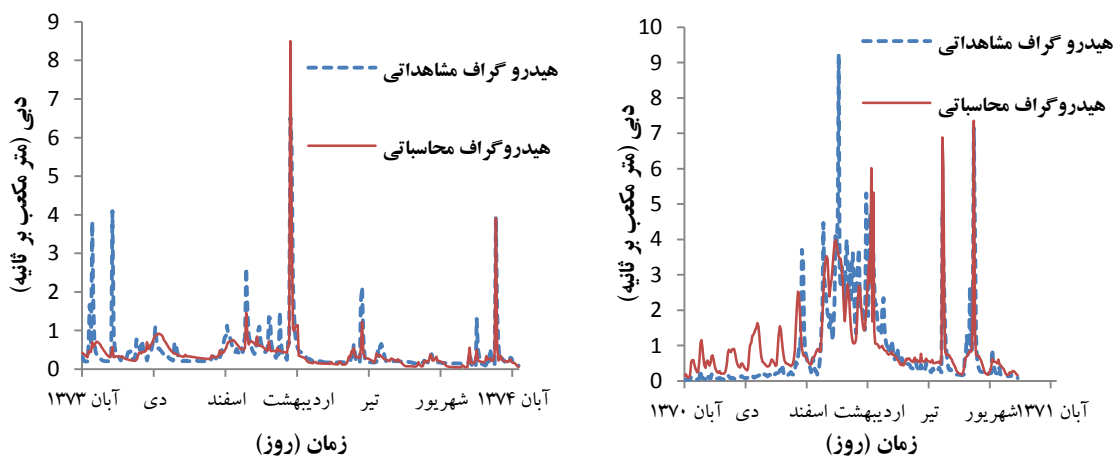 9
8
7
6
5
4
3
2
1
0
دبی (متر مکعب بر ثانیه)
هیدرو گراف مشاهداتی
هیدروگراف محاسباتی
آبان ۱۳۷۳ دی اسفند اردیبهشت تیر شهریور آبان ۱۳۷۴
زمان (روز)
10
9
8
7
6
5
4
3
2
1
0
دبی (متر مکعب بر ثانیه)
هیدرو گراف مشاهداتی
هیدروگراف محاسباتی
آبان ۱۳۷۰ دی اسفند اردیبهشت تیر شهریور آبان ۱۳۷۱
زمان (روز)